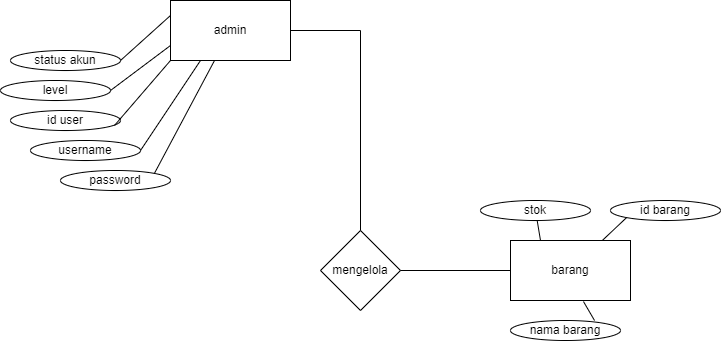 admin
status akun
level
id user
username
password
stok
id barang
mengelola
barang
nama barang